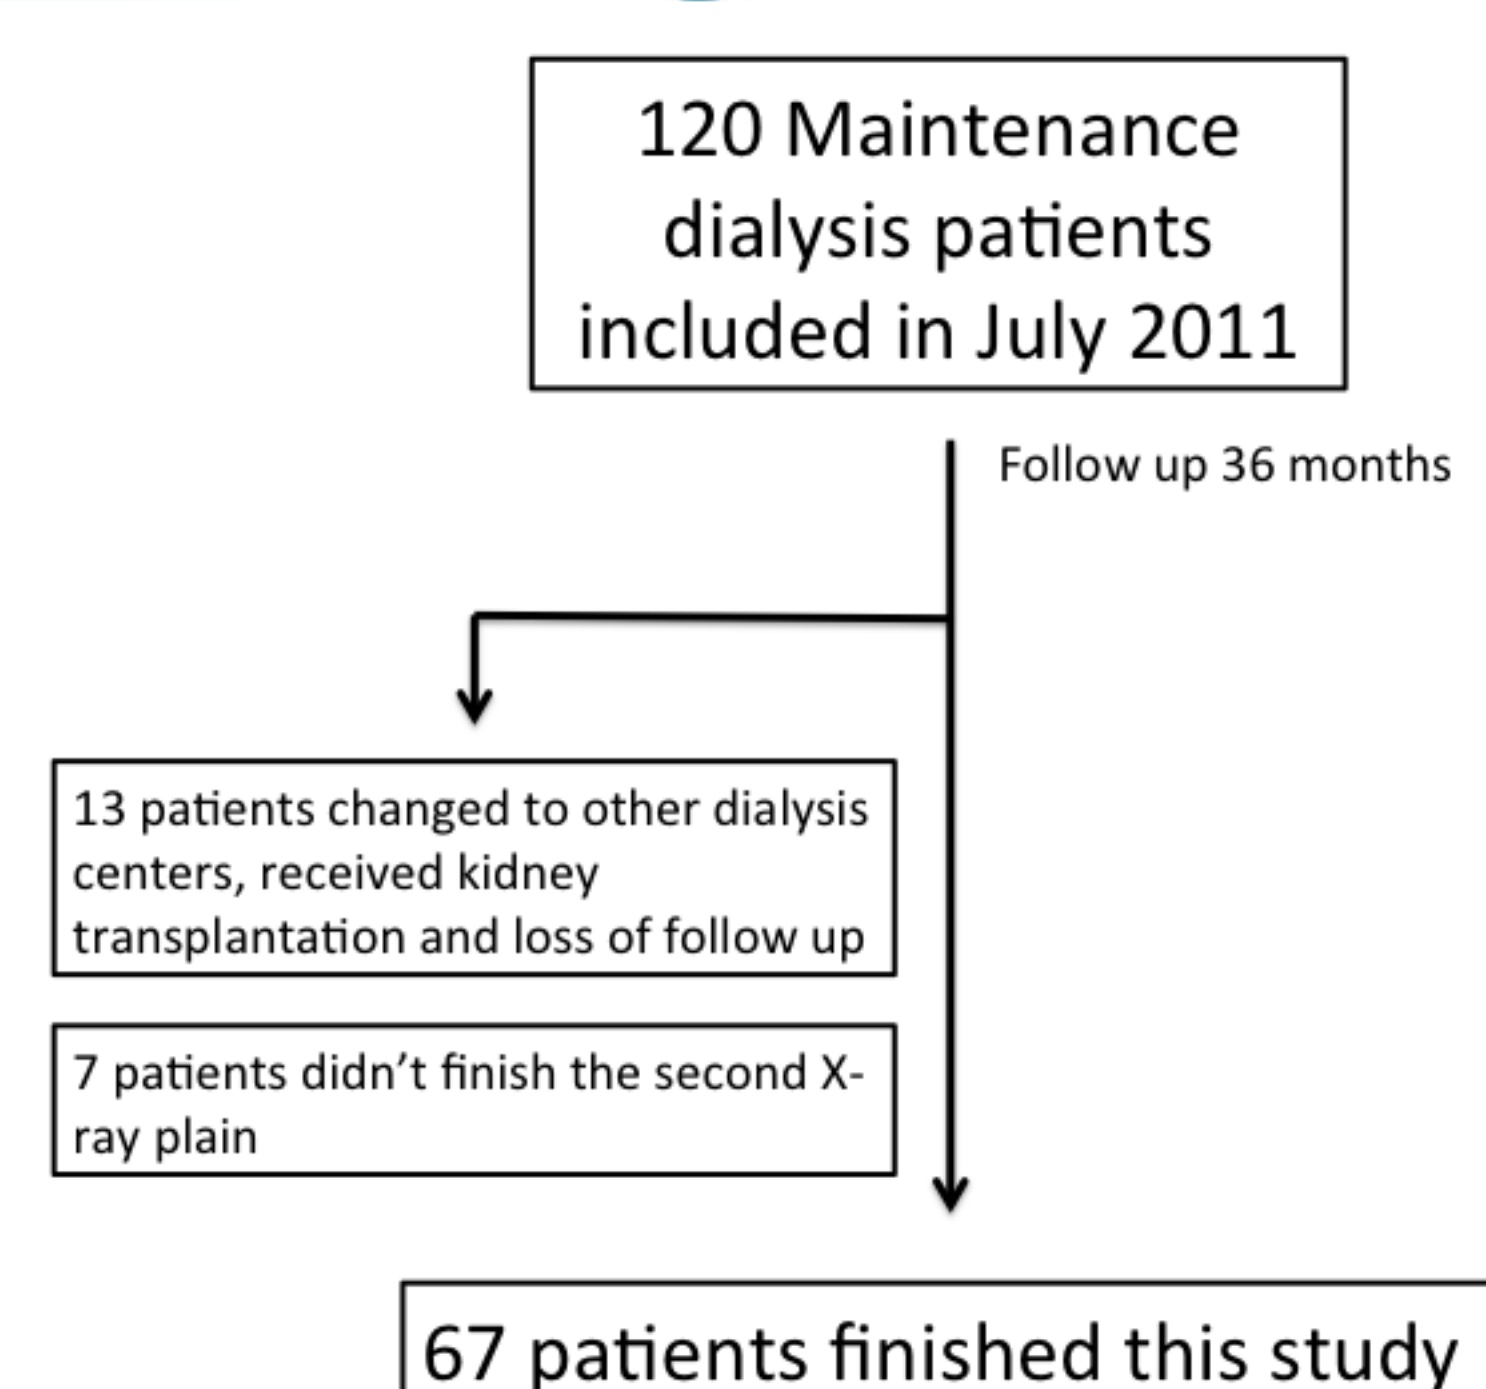 120 Maintenance
dialysis patients
included in July 2011
Follow up 36 months
13 patients changed to other dialysis
centers, received kidney
transplantation and loss of follow up
7 patients didn’t finish the second X-
ray plain
67 patients finished this study